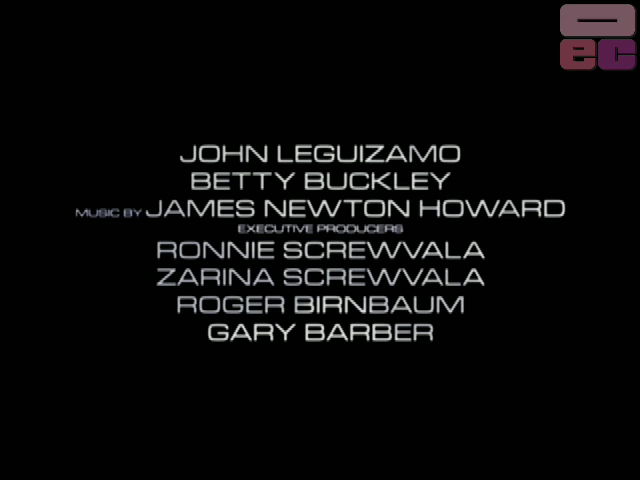 oec
JOHN LEGUIZAMO
BETTY BUCKLEY
MUSIC BY JAMES NEWTON HOWARD
EXECUTIVE PRODUCERS
RONNIE SCREWVALA
ZARINA SCREWVALA
ROGER BIRNBAUM
GARY BARBER